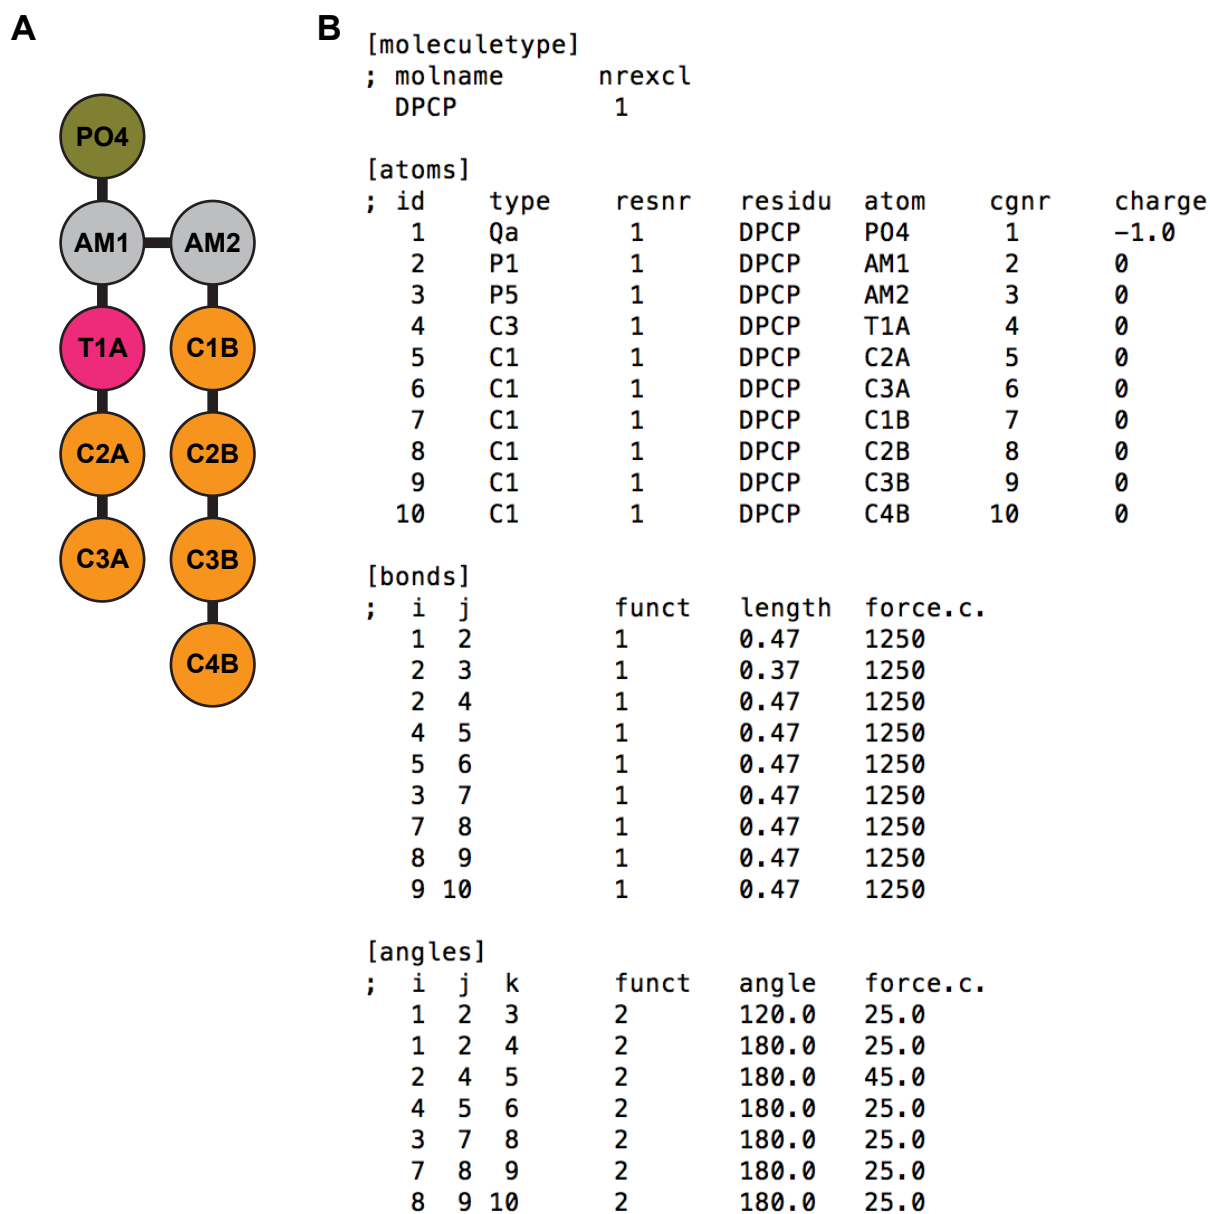 A
PO4
AM1 AM2
T1A C1B
C2A C2B
C3A C3B
C4B
B
[moleculetype]
; molname nrexcl
DPCP 1
[atoms]
; id type resnr residu atom cgnr charge
1 Qa 1 DPCP PO4 1 -1.0
2 P1 1 DPCP AM1 2 0
3 P5 1 DPCP AM2 3 0
4 C3 1 DPCP T1A 4 0
5 C1 1 DPCP C2A 5 0
6 C1 1 DPCP C3A 6 0
7 C1 1 DPCP C1B 7 0
8 C1 1 DPCP C2B 8 0
9 C1 1 DPCP C3B 9 0
10 C1 1 DPCP C4B 10 0
[bonds]
; i j funct length force.c.
1 2 1 0.47 1250
2 3 1 0.37 1250
2 4 1 0.47 1250
4 5 1 0.47 1250
5 6 1 0.47 1250
3 7 1 0.47 1250
7 8 1 0.47 1250
8 9 1 0.47 1250
9 10 1 0.47 1250
[angles]
; i j k funct angle force.c.
1 2 3 2 120.0 25.0
1 2 4 2 180.0 25.0
2 4 5 2 180.0 45.0
4 5 6 2 180.0 25.0
3 7 8 2 180.0 25.0
7 8 9 2 180.0 25.0
8 9 10 2 180.0 25.0